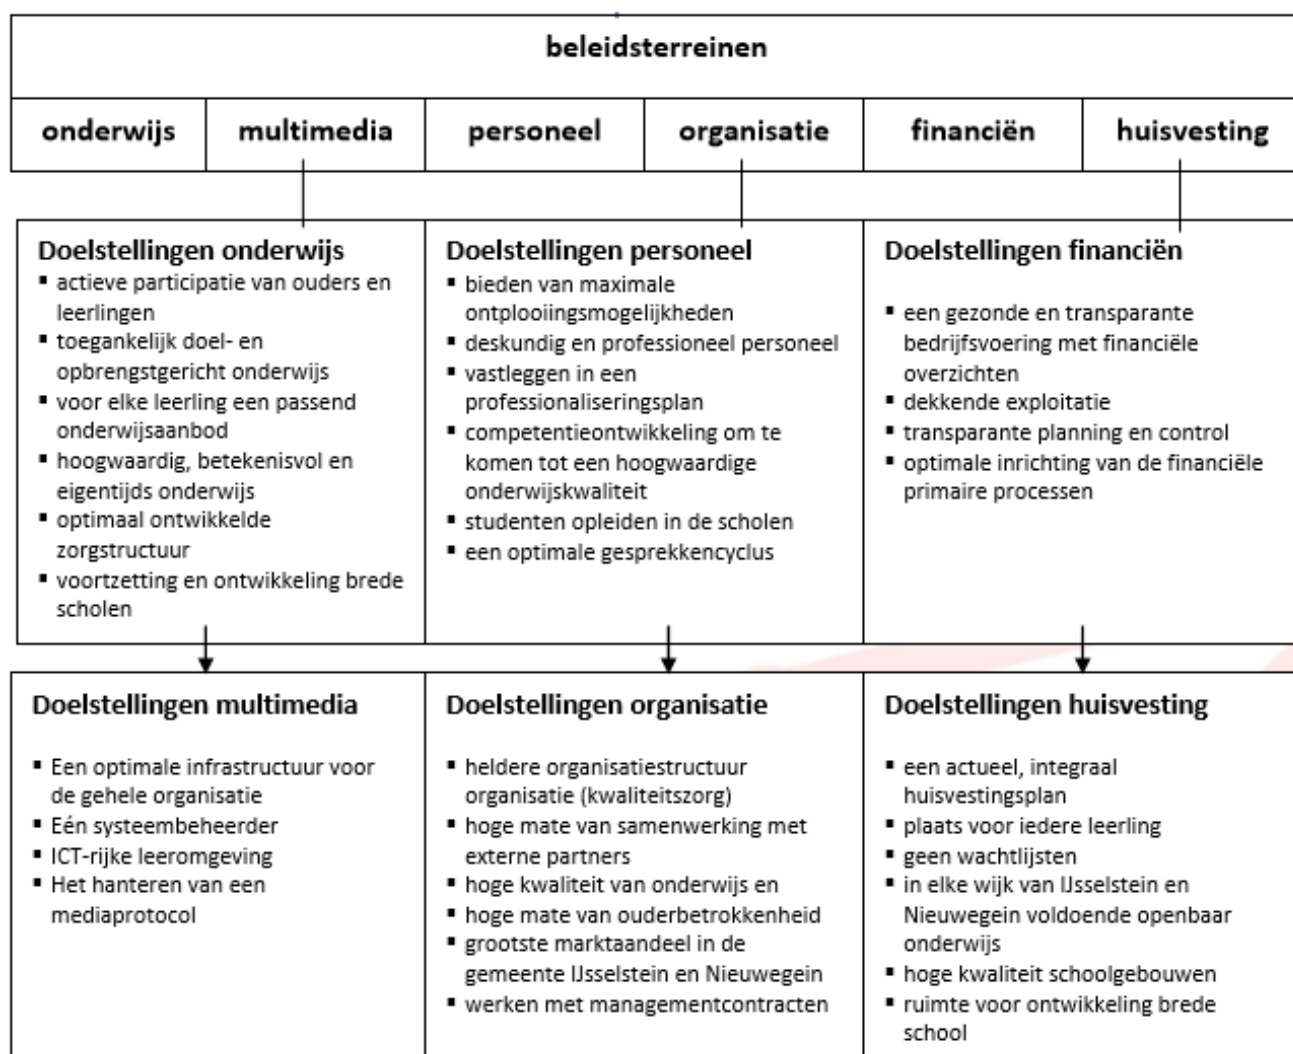 beleidsterreinen
onderwijs multimedia personeel organisatie financiën huisvesting
Doelstellingen onderwijs
▪ actieve participatie van ouders en
leerlingen
▪ toegankelijk doel- en
opbrengstgericht onderwijs
▪ voor elke leerling een passend
onderwijsaanbod
▪ hoogwaardig, betekenisvol en
eigentijds onderwijs
▪ optimaal ontwikkelde
zorgstructuur
▪ voortzetting en ontwikkeling brede
scholen
Doelstellingen personeel
▪ bieden van maximale
ontplooiingsmogelijkheden
▪ deskundig en professioneel personeel
▪ vastleggen in een
professionaliseringsplan
▪ competentieontwikkeling om te
komen tot een hoogwaardige
onderwijskwaliteit
▪ studenten opleiden in de scholen
▪ een optimale gesprekkencyclus
Doelstellingen financiën
▪ een gezonde en transparante
bedrijfsvoering met financiële
overzichten
▪ dekkende exploitatie
▪ transparante planning en control
▪ optimale inrichting van de financiële
primaire processen
Doelstellingen multimedia
▪ Een optimale infrastructuur voor
de gehele organisatie
▪ Eén systeembeheerder
▪ ICT-rijke leeromgeving
▪ Het hanteren van een
mediaprotocol
Doelstellingen organisatie
▪ heldere organisatiestructuur
organisatie (kwaliteitszorg)
▪ hoge mate van samenwerking met
externe partners
▪ hoge kwaliteit van onderwijs en
▪ hoge mate van ouderbetrokkenheid
▪ grootste marktaandeel in de
gemeente IJsselstein en Nieuwegein
▪ werken met managementcontracten
Doelstellingen huisvesting
▪ een actueel, integraal
huisvestingsplan
▪ plaats voor iedere leerling
▪ geen wachtlijsten
▪ in elke wijk van IJsselstein en
Nieuwegein voldoende openbaar
onderwijs
▪ hoge kwaliteit schoolgebouwen
▪ ruimte voor ontwikkeling brede
school